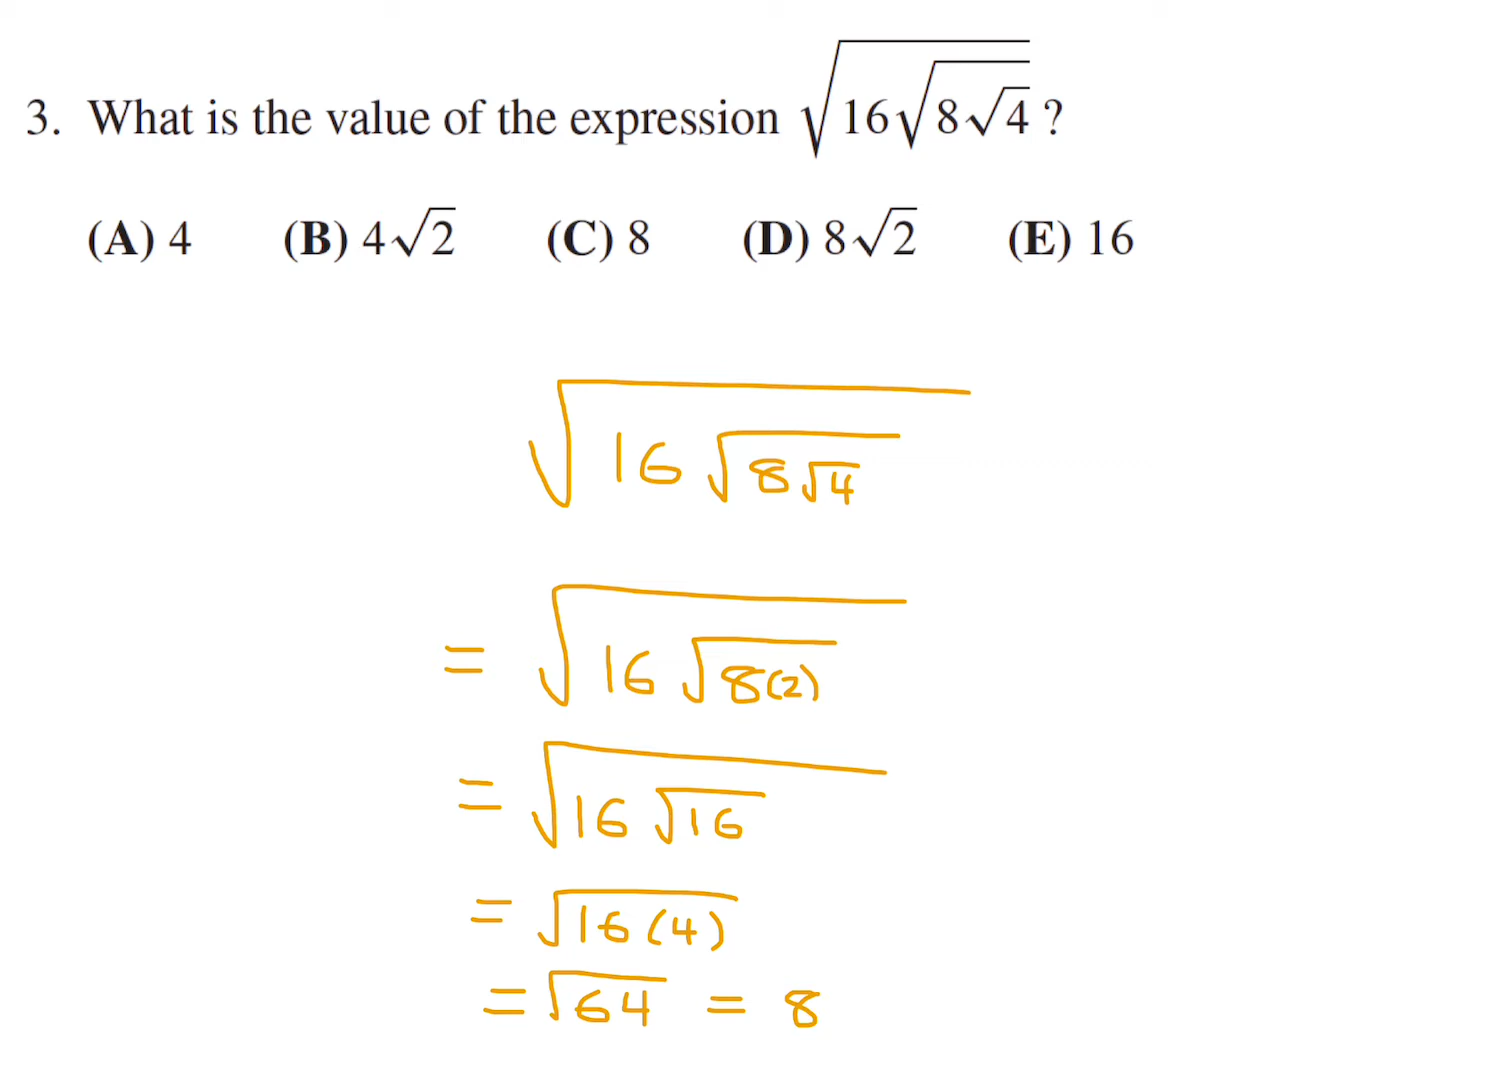 3. What is the value of the expression √(16√(8√4)) ?
(A) 4 (B) 4√2 (C) 8 (D) 8√2 (E) 16
√(16√(8√4))
= √(16√(8(2)))
= √(16√16)
= √(16(4))
= √64 = 8